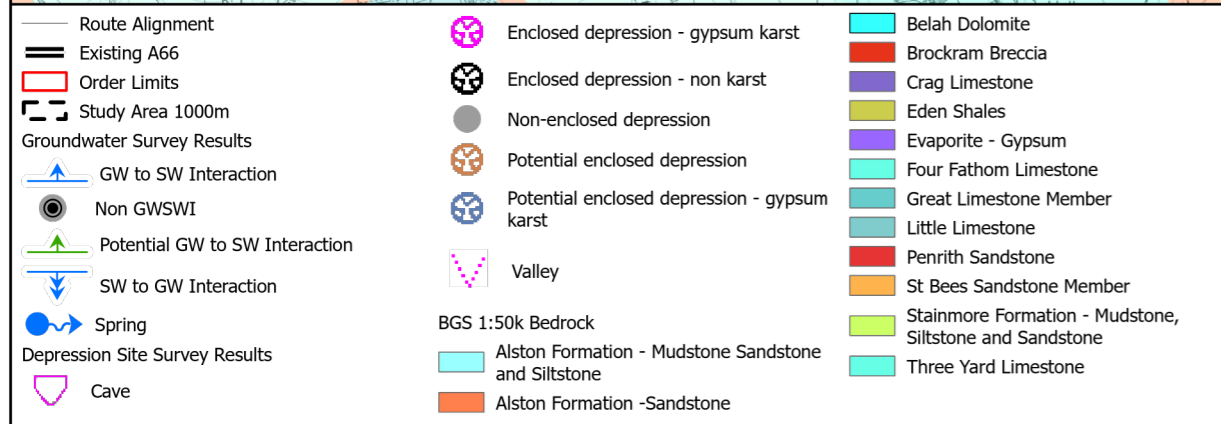 Route Alignment
Existing A66
Order Limits
Study Area 1000m
Groundwater Survey Results
GW to SW Interaction
Non GWSWI
Potential GW to SW Interaction
SW to GW Interaction
Spring
Depression Site Survey Results
Cave
Enclosed depression - gypsum karst
Enclosed depression - non karst
Non-enclosed depression
Potential enclosed depression
Potential enclosed depression - gypsum
karst
Valley
BGS 1:50k Bedrock
Alston Formation - Mudstone Sandstone
and Siltstone
Alston Formation -Sandstone
Belah Dolomite
Brockram Breccia
Crag Limestone
Eden Shales
Evaporite - Gypsum
Four Fathom Limestone
Great Limestone Member
Little Limestone
Penrith Sandstone
St Bees Sandstone Member
Stainmore Formation - Mudstone,
Siltstone and Sandstone
Three Yard Limestone